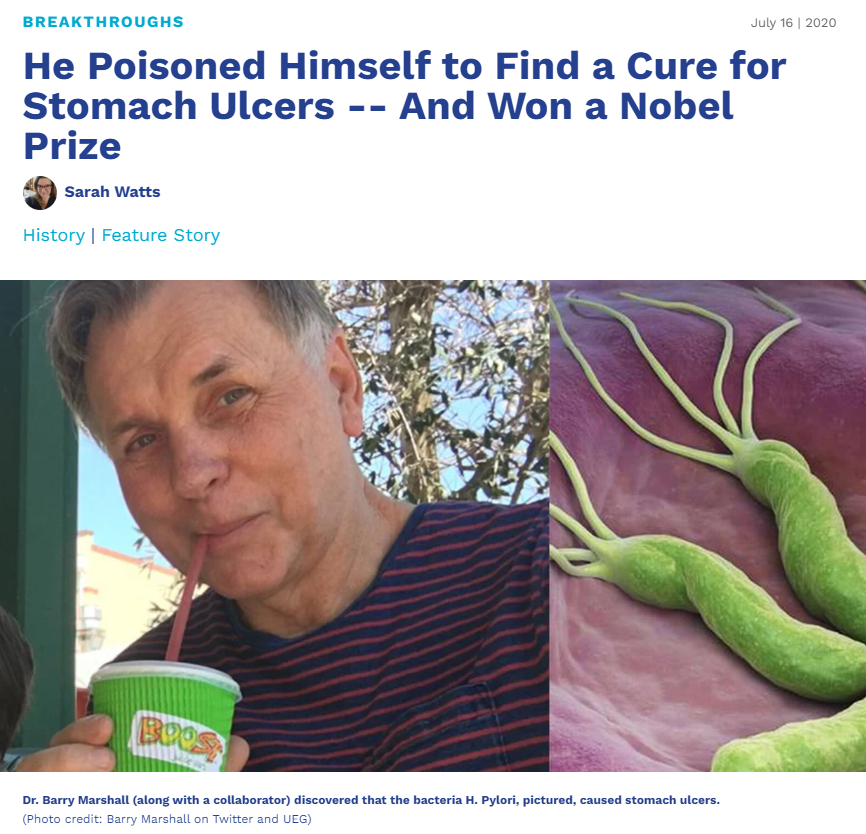 BREAKTHROUGHS
July 16 | 2020
He Poisoned Himself to Find a Cure for
Stomach Ulcers -- And Won a Nobel
Prize
Sarah Watts
History | Feature Story
BOOST
Dr. Barry Marshall (along with a collaborator) discovered that the bacteria H. Pylori, pictured, caused stomach ulcers.
(Photo credit: Barry Marshall on Twitter and UEG)